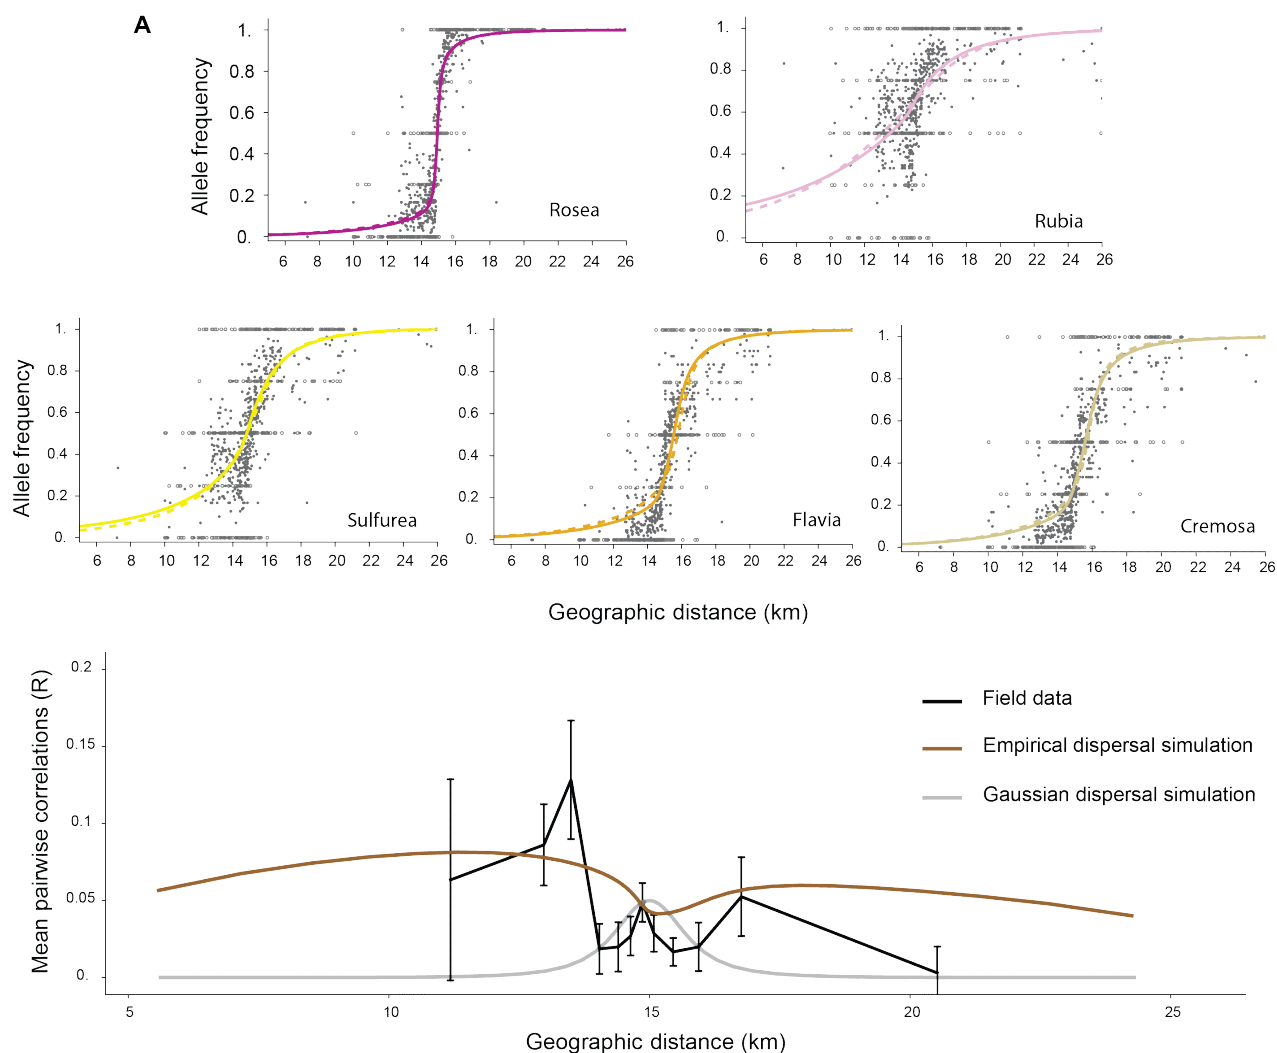 A
Allele frequency
1.
0.8
0.6
0.4
0.2
0.
6 8 10 12 14 16 18 20 22 24 26
Rosea
1.
0.8
0.6
0.4
0.2
0.
6 8 10 12 14 16 18 20 22 24 26
Rubia
Allele frequency
1.
0.8
0.6
0.4
0.2
0.
6 8 10 12 14 16 18 20 22 24 26
Sulfurea
1.
0.8
0.6
0.4
0.2
0.
6 8 10 12 14 16 18 20 22 24 26
Flavia
1.
0.8
0.6
0.4
0.2
0.
6 8 10 12 14 16 18 20 22 24 26
Cremosa
Geographic distance (km)
Mean pairwise correlations (R)
0.2
0.15
0.1
0.05
0.
5 10 15 20 25
Field data
Empirical dispersal simulation
Gaussian dispersal simulation
Geographic distance (km)